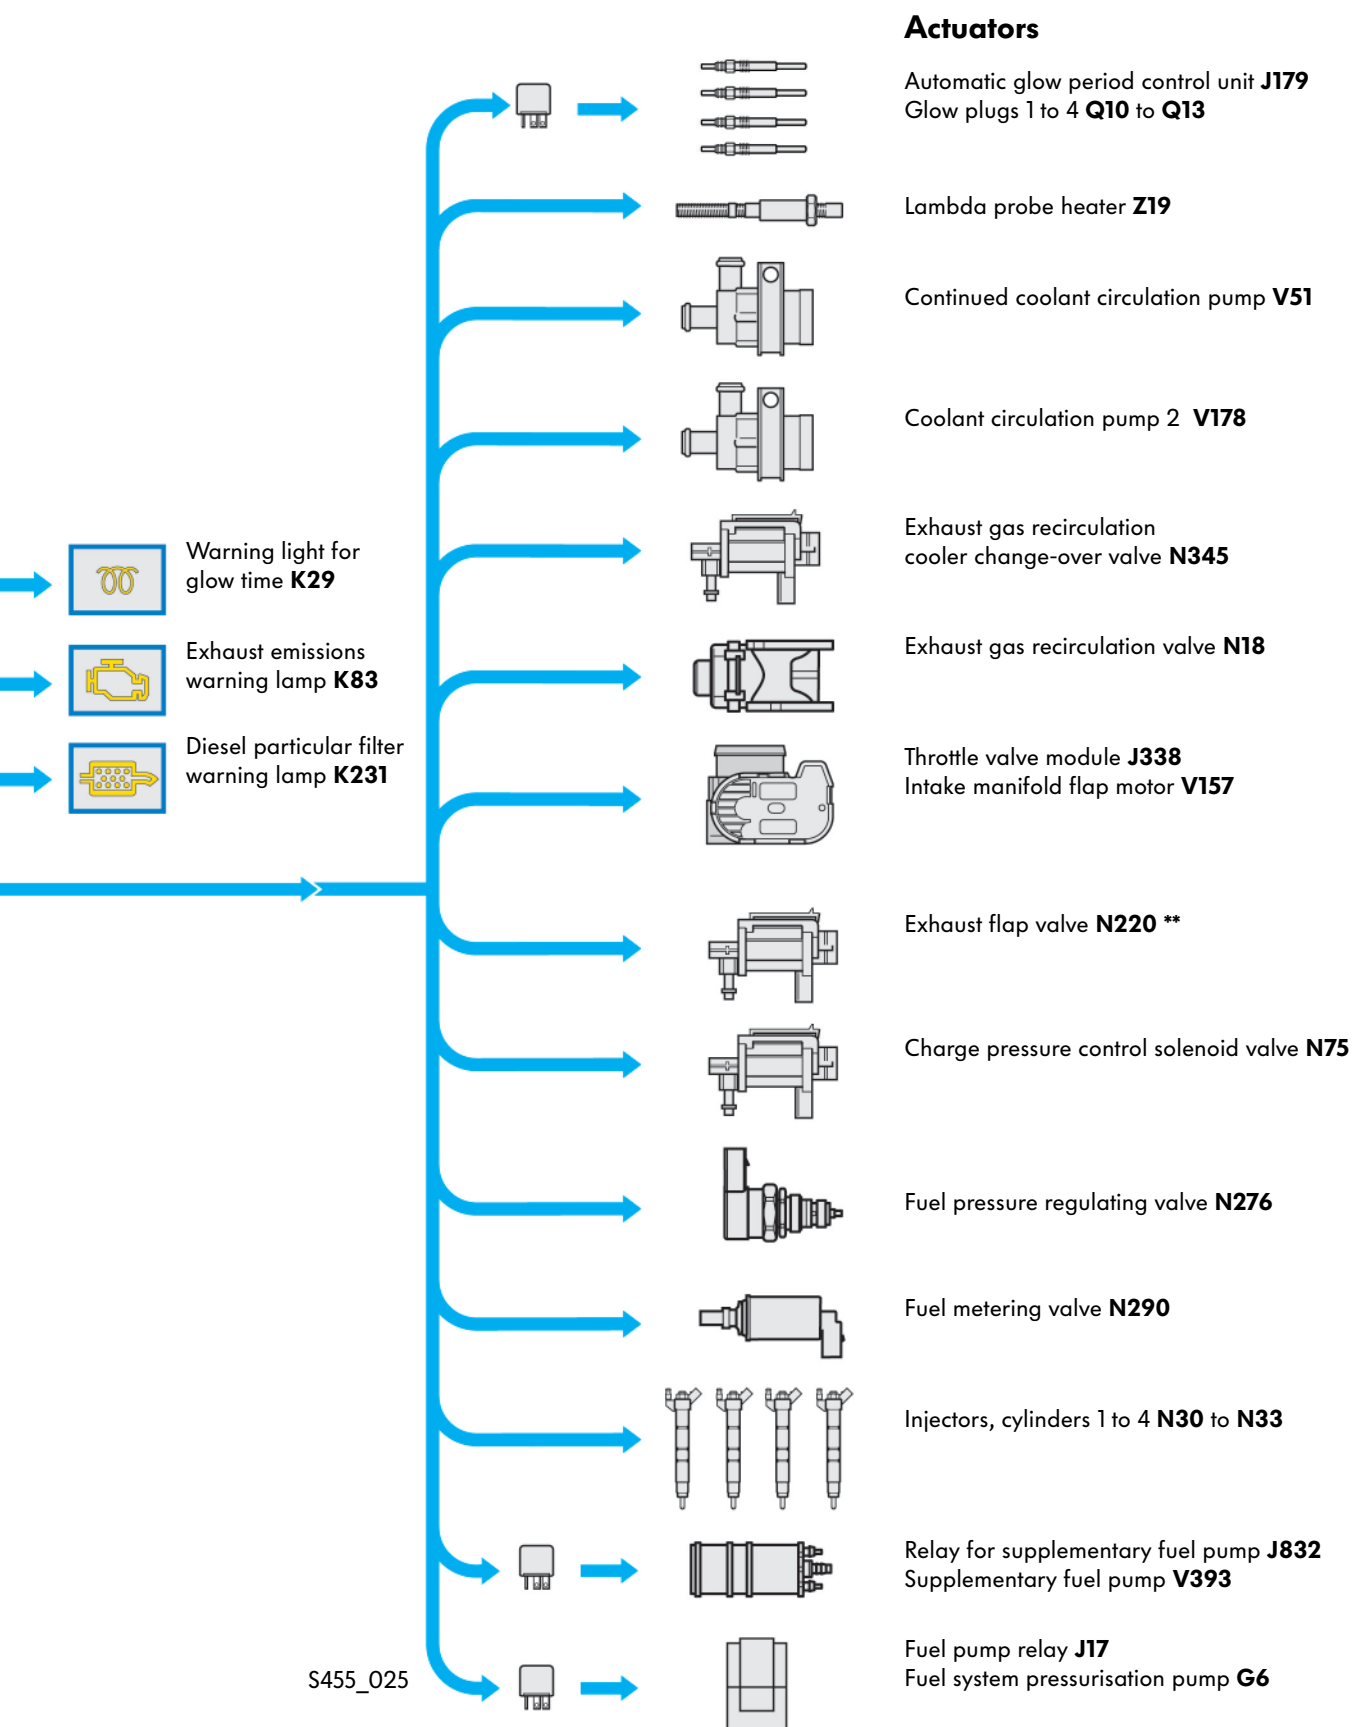 Actuators
Automatic glow period control unit J179
Glow plugs 1 to 4 Q10 to Q13
Lambda probe heater Z19
Continued coolant circulation pump V51
Coolant circulation pump 2 V178
Exhaust gas recirculation
cooler change-over valve N345
Warning light for
glow time K29
Exhaust emissions
warning lamp K83
Diesel particular filter
warning lamp K231
Exhaust gas recirculation valve N18
Throttle valve module J338
Intake manifold flap motor V157
Exhaust flap valve N220 **
Charge pressure control solenoid valve N75
Fuel pressure regulating valve N276
Fuel metering valve N290
Injectors, cylinders 1 to 4 N30 to N33
Relay for supplementary fuel pump J832
Supplementary fuel pump V393
Fuel pump relay J17
Fuel system pressurisation pump G6
S455_025